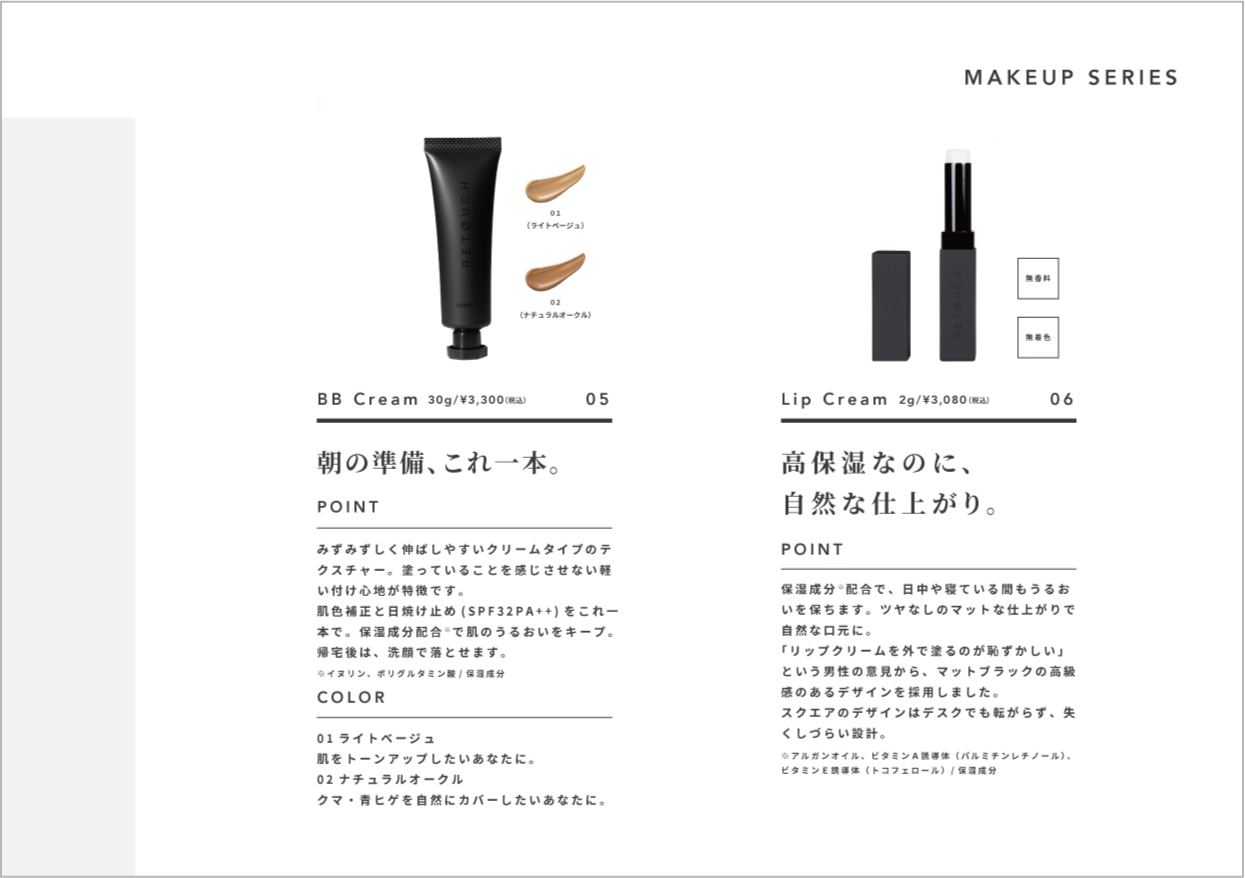 MAKEUP SERIES
RETØUCH
01
（ライトベージュ）
02
（ナチュラルオークル）
BB Cream 30g/¥3,300(税込) 05
朝の準備、これ一本。
POINT
みずみずしく伸ばしやすいクリームタイプのテ
クスチャー。塗っていることを感じさせない軽
い付け心地が特徴です。
肌色補正と日焼け止め (SPF32PA++) をこれ一
本で。保湿成分配合※で肌のうるおいをキープ。
帰宅後は、洗顔で落とせます。
※イヌリン、ポリグルタミン酸 / 保湿成分
COLOR
01 ライトベージュ
肌をトーンアップしたいあなたに。
02 ナチュラルオークル
クマ・青ヒゲを自然にカバーしたいあなたに。
RETØUCH
無香料
無着色
Lip Cream 2g/¥3,080(税込) 06
高保湿なのに、
自然な仕上がり。
POINT
保湿成分※配合で、日中や寝ている間もうるお
いを保ちます。ツヤなしのマットな仕上がりで
自然な口元に。
「リップクリームを外で塗るのが恥ずかしい」
という男性の意見から、マットブラックの高級
感のあるデザインを採用しました。
スクエアのデザインはデスクでも転がらず、失
くしづらい設計。
※アルガンオイル、ビタミンA誘導体（パルミチンレチノール）、
ビタミンE誘導体（トコフェロール）/ 保湿成分